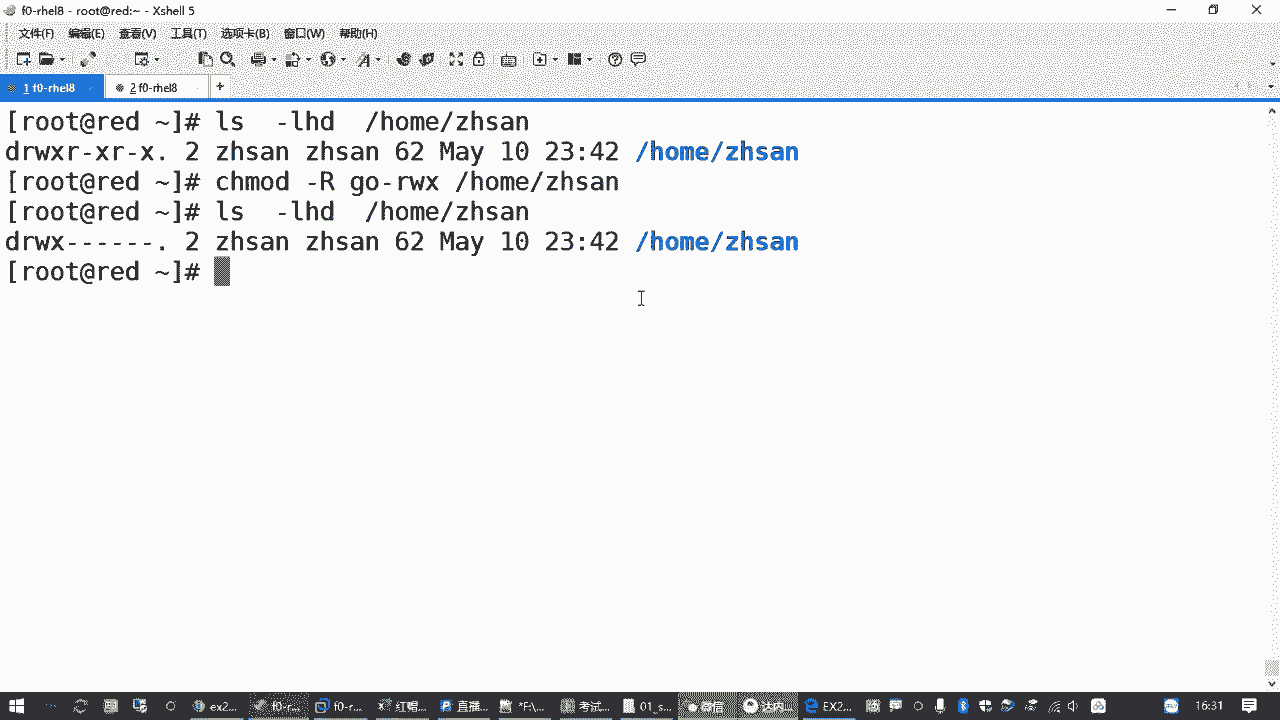 f0-rhel8 - root@red:~ - Xshell 5
文件(F) 编辑(E) 查看(V) 工具(T) 选项卡(B) 窗口(W) 帮助(H)
1 f0-rhel8
2 f0-rhel8
+
[root@red ~]# ls  -lhd  /home/zhsan
drwxr-xr-x. 2 zhsan zhsan 62 May 10 23:42 /home/zhsan
[root@red ~]# chmod -R go-rwx /home/zhsan
[root@red ~]# ls  -lhd  /home/zhsan
drwx------. 2 zhsan zhsan 62 May 10 23:42 /home/zhsan
[root@red ~]#
ex2... f0-r... f0-r... 红帽... 直播... *F:\... 考试... 01_s... 微信 达内... EX2... 16:31